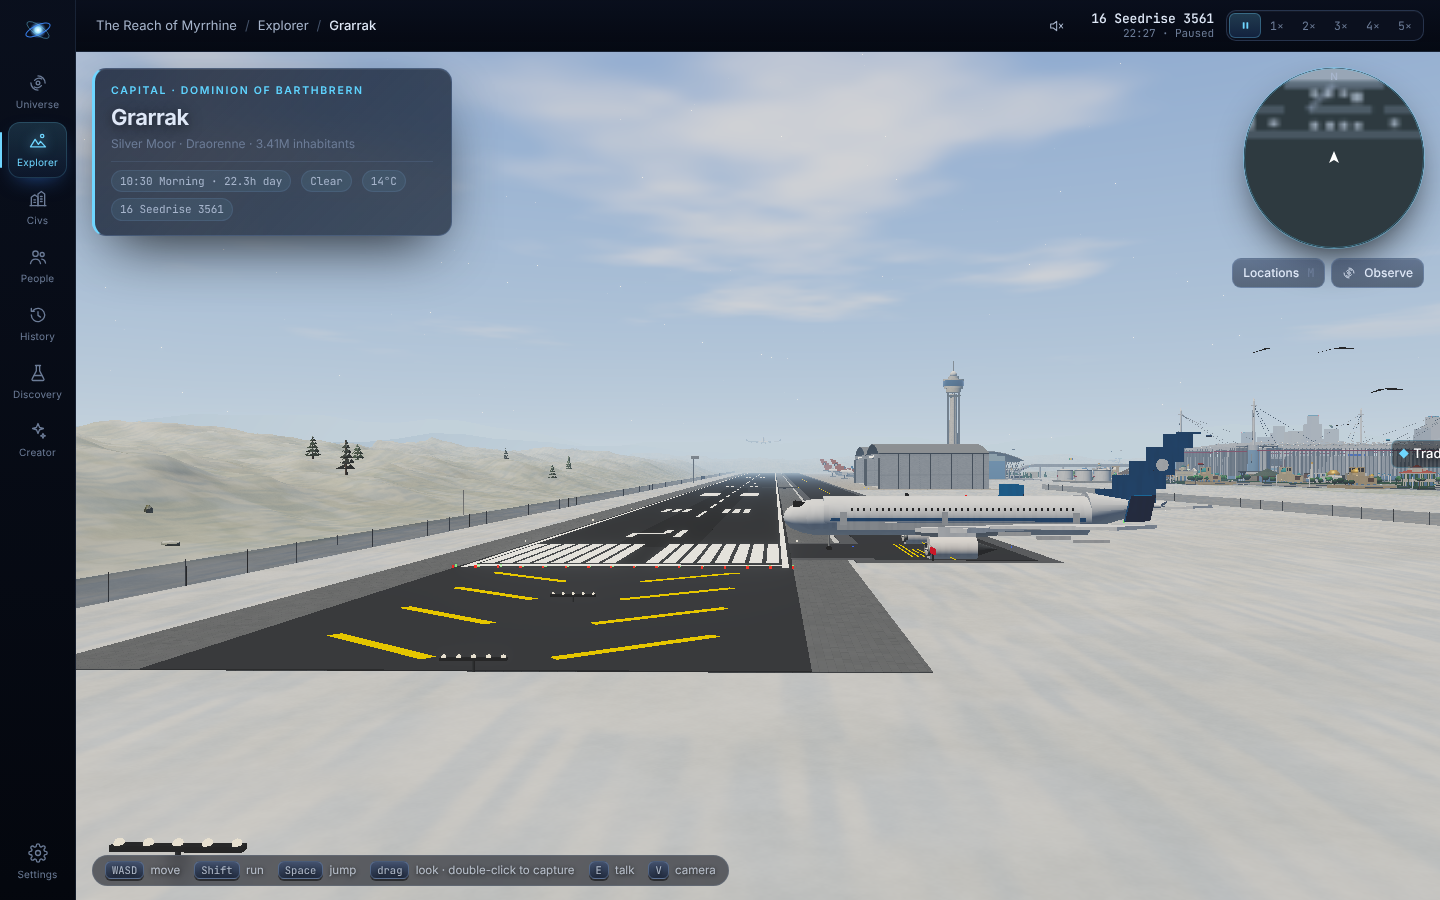 The Reach of Myrrhine / Explorer / Grarrak
16 Seedrise 3561
22:27 · Paused
1×
2×
3×
4×
5×
Universe
Explorer
Civs
People
History
Discovery
Creator
Settings
CAPITAL · DOMINION OF BARTHBRERN
Grarrak
Silver Moor · Draorenne · 3.41M inhabitants
10:30 Morning · 22.3h day
Clear
14°C
16 Seedrise 3561
N
Locations M
Observe
Trad
WASD move
Shift run
Space jump
drag look · double-click to capture
E talk
V camera